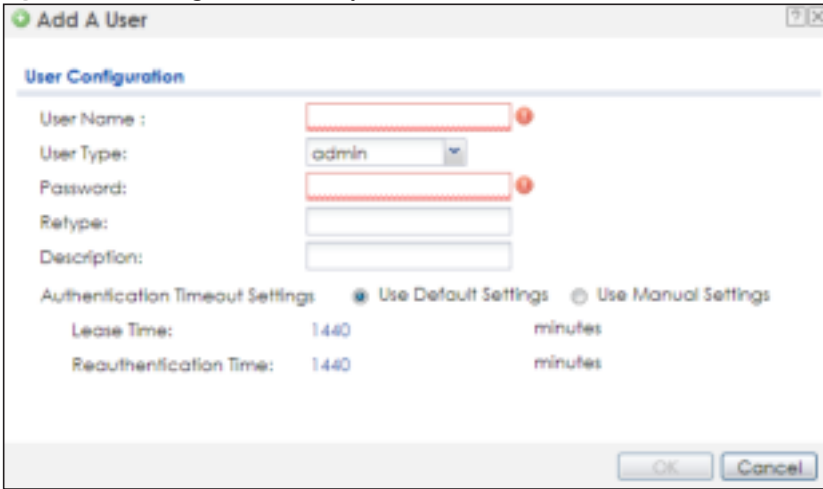 Add A User
User Configuration
User Name :
User Type: admin
Password:
Retype:
Description:
Authentication Timeout Settings Use Default Settings Use Manual Settings
Lease Time: 1440 minutes
Reauthentication Time: 1440 minutes
OK Cancel